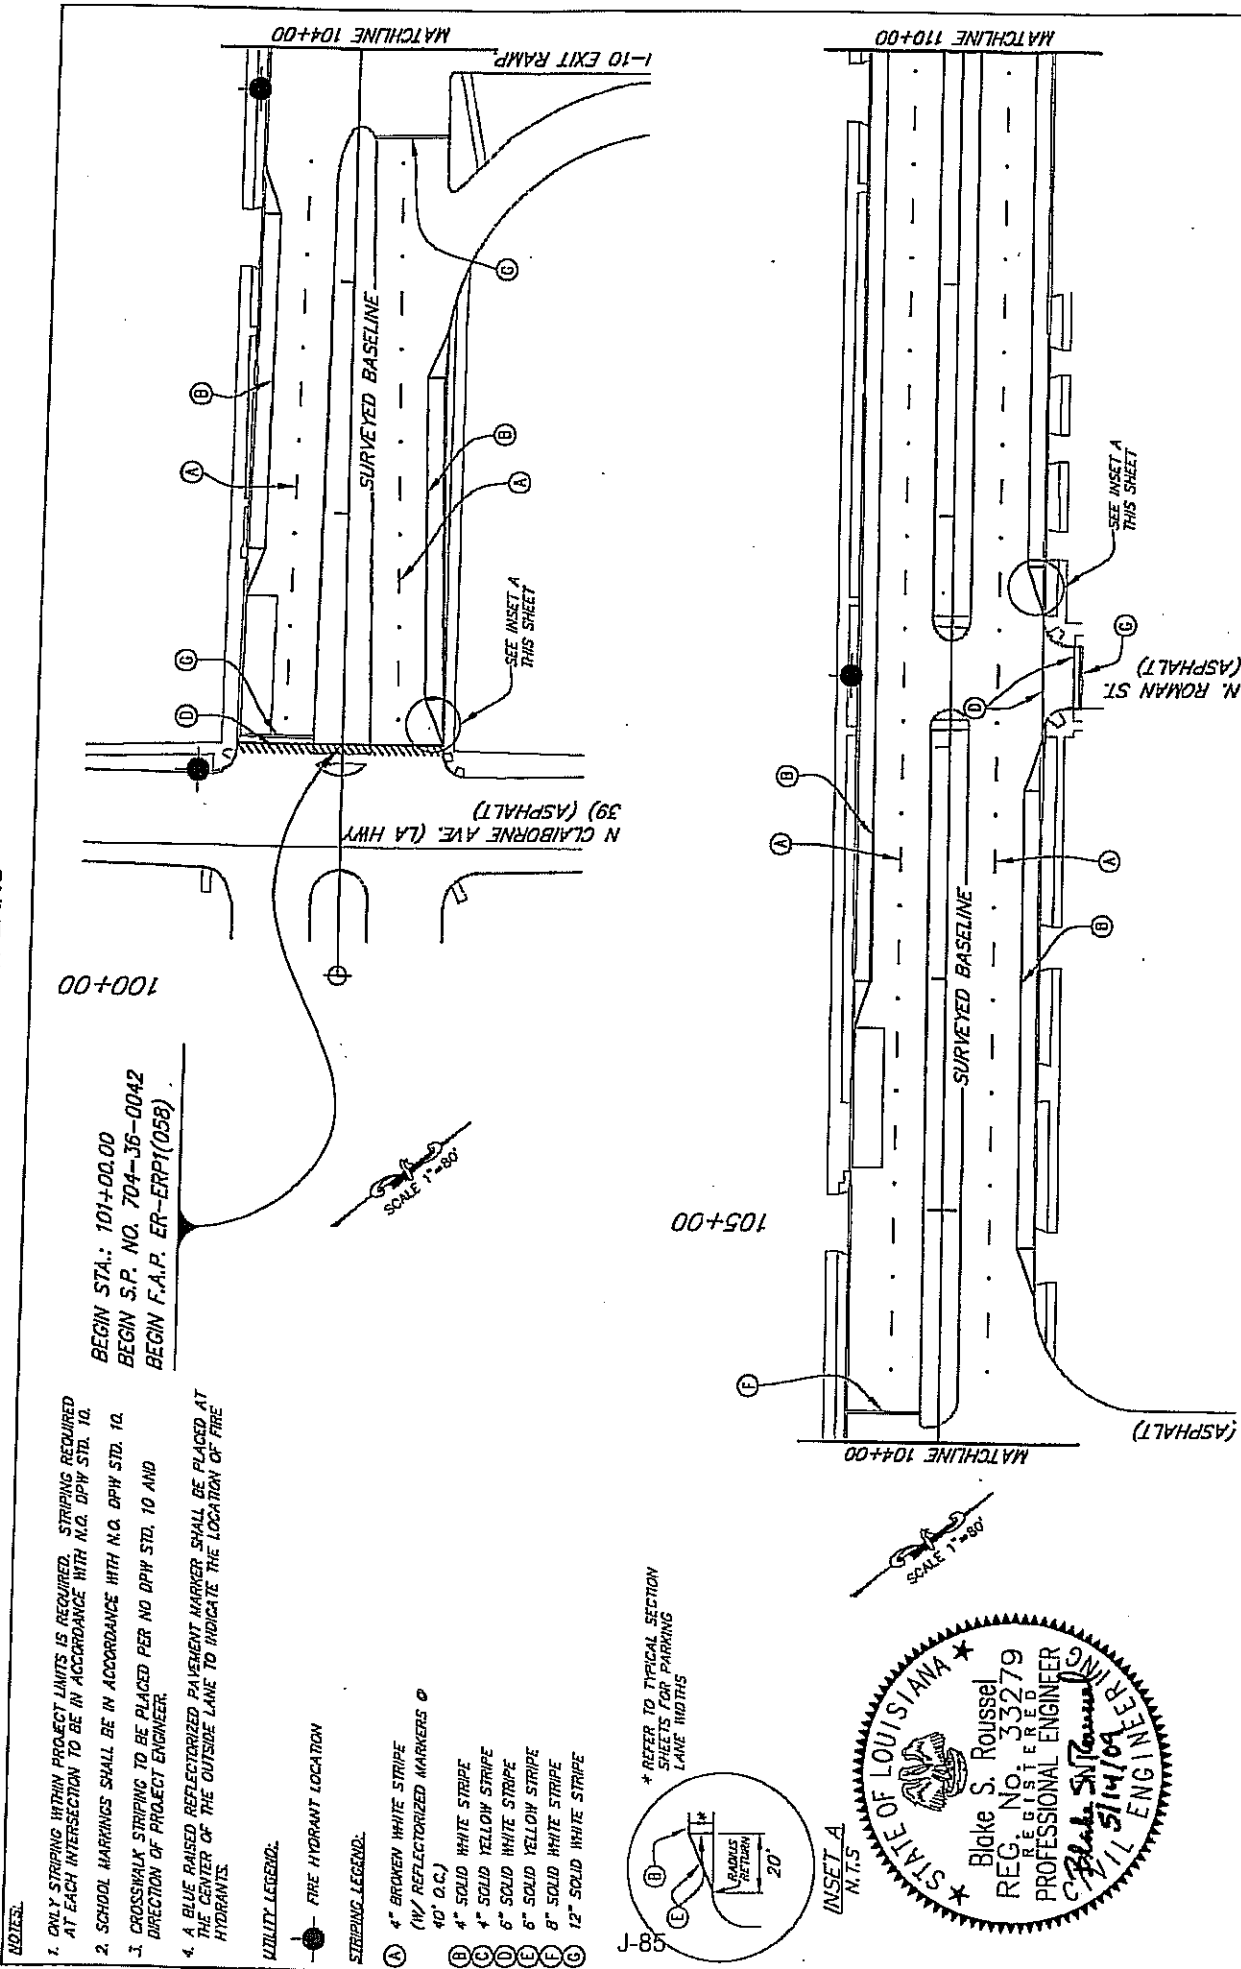 NOTES:
1. ONLY STRIPING WITHIN PROJECT LIMITS IS REQUIRED. STRIPING REQUIRED
AT EACH INTERSECTION TO BE IN ACCORDANCE WITH N.O. DPW STD. 10.
2. SCHOOL MARKINGS SHALL BE IN ACCORDANCE WITH N.O. DPW STD. 10.
3. CROSSWALK STRIPING TO BE PLACED PER NO DPW STD. 10 AND
DIRECTION OF PROJECT ENGINEER.
4. A BLUE RAISED REFLECTORIZED PAVEMENT MARKER SHALL BE PLACED AT
THE CENTER OF THE OUTSIDE LANE TO INDICATE THE LOCATION OF FIRE
HYDRANTS.
UTILITY LEGEND:
FIRE HYDRANT LOCATION
STRIPING LEGEND:
A 4" BROKEN WHITE STRIPE
(W/ REFLECTORIZED MARKERS @
40' O.C.)
B 4" SOLID WHITE STRIPE
C 4" SOLID YELLOW STRIPE
D 6" SOLID WHITE STRIPE
E 6" SOLID YELLOW STRIPE
F 8" SOLID WHITE STRIPE
G 12" SOLID WHITE STRIPE
BEGIN STA.: 101+00.00
BEGIN S.P. NO. 704-36-0042
BEGIN F.A.P. ER-ERP1(058)
100+00
SCALE 1"=80'
N CLAIBORNE AVE. (LA HWY
39) (ASPHALT)
D
G
A
B
SURVEYED BASELINE
SEE INSET A
THIS SHEET
A
B
G
MATCHLINE 104+00
I-10 EXIT RAMP
J-85
B
E
RADIUS
RETURN
20'
*
* REFER TO TYPICAL SECTION
SHEETS FOR PARKING
LANE WIDTHS
INSET A
N.T.S
STATE OF LOUISIANA
Blake S. Roussel
REG. No. 33279
REGISTERED
PROFESSIONAL ENGINEER
5/14/09
CIVIL ENGINEERING
SCALE 1"=80'
MATCHLINE 104+00
F
(ASPHALT)
105+00
SURVEYED BASELINE
A
B
B
A
D
G
N. ROMAN ST.
(ASPHALT)
SEE INSET A
THIS SHEET
MATCHLINE 110+00